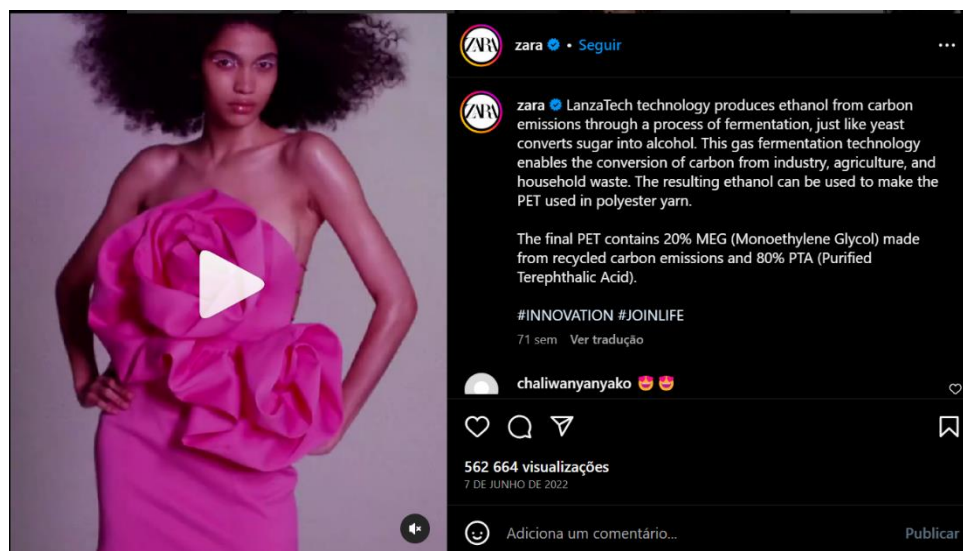 ZARA zara • Seguir
ZARA zara LanzaTech technology produces ethanol from carbon
emissions through a process of fermentation, just like yeast
converts sugar into alcohol. This gas fermentation technology
enables the conversion of carbon from industry, agriculture, and
household waste. The resulting ethanol can be used to make the
PET used in polyester yarn.
The final PET contains 20% MEG (Monoethylene Glycol) made
from recycled carbon emissions and 80% PTA (Purified
Terephthalic Acid).
#INNOVATION #JOINLIFE
71 sem Ver tradução
chaliwanyanyako 🤩🤩
562 664 visualizações
7 DE JUNHO DE 2022
Adiciona um comentário... Publicar